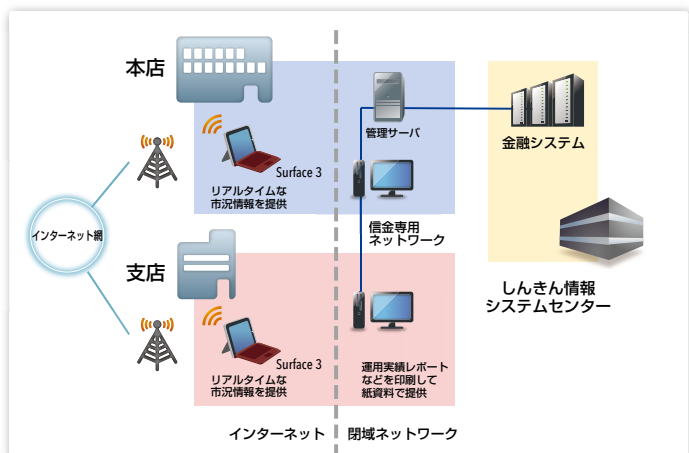 本店
管理サーバ
金融システム
Surface 3
リアルタイムな
市況情報を提供
信金専用
ネットワーク
インターネット網
支店
しんきん情報
システムセンター
Surface 3
リアルタイムな
市況情報を提供
運用実績レポート
などを印刷して
紙資料で提供
インターネット
閉域ネットワーク